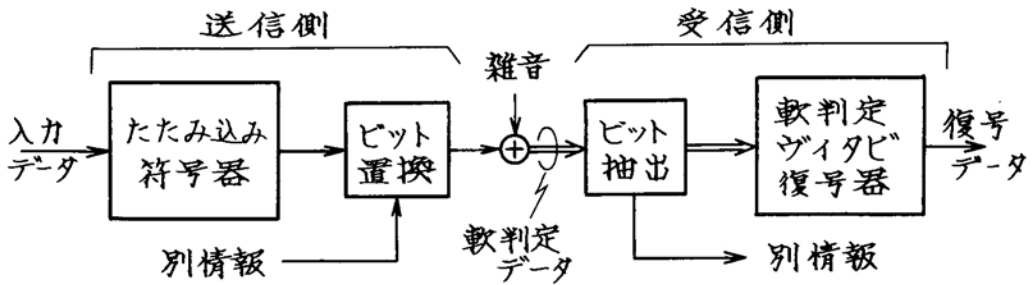 送信側
受信側
雑音
入力
データ
たたみ込み
符号器
ビット
置換
ビット
抽出
軟判定
ヴィタビ
復号器
復号
データ
別情報
軟判定
データ
別情報